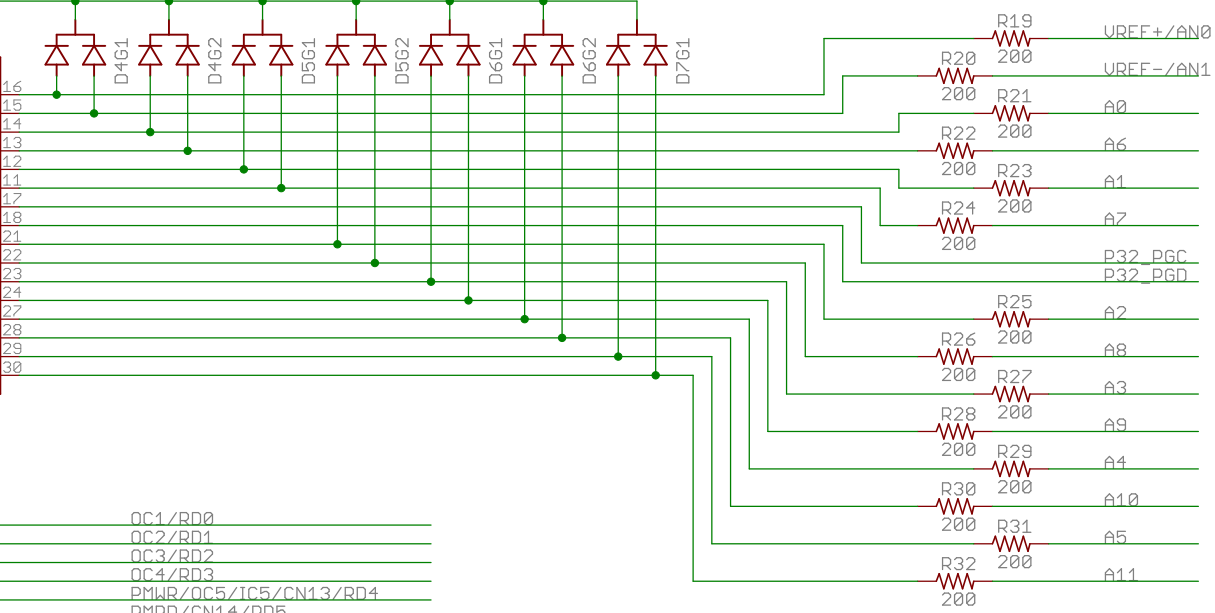 D4G1
D4G2
D5G1
D5G2
D6G1
D6G2
D7G1
16
15
14
13
12
11
17
18
21
22
23
24
27
28
29
30
R19
200
VREF+/AN0
R20
200
VREF-/AN1
R21
200
A0
R22
200
A6
R23
200
A1
R24
200
A7
P32_PGC
P32_PGD
R25
200
A2
R26
200
A8
R27
200
A3
R28
200
A9
R29
200
A4
R30
200
A10
R31
200
A5
R32
200
A11
OC1/RD0
OC2/RD1
OC3/RD2
OC4/RD3
PMWR/OC5/IC5/CN13/RD4
PMRD/CN14/RD5